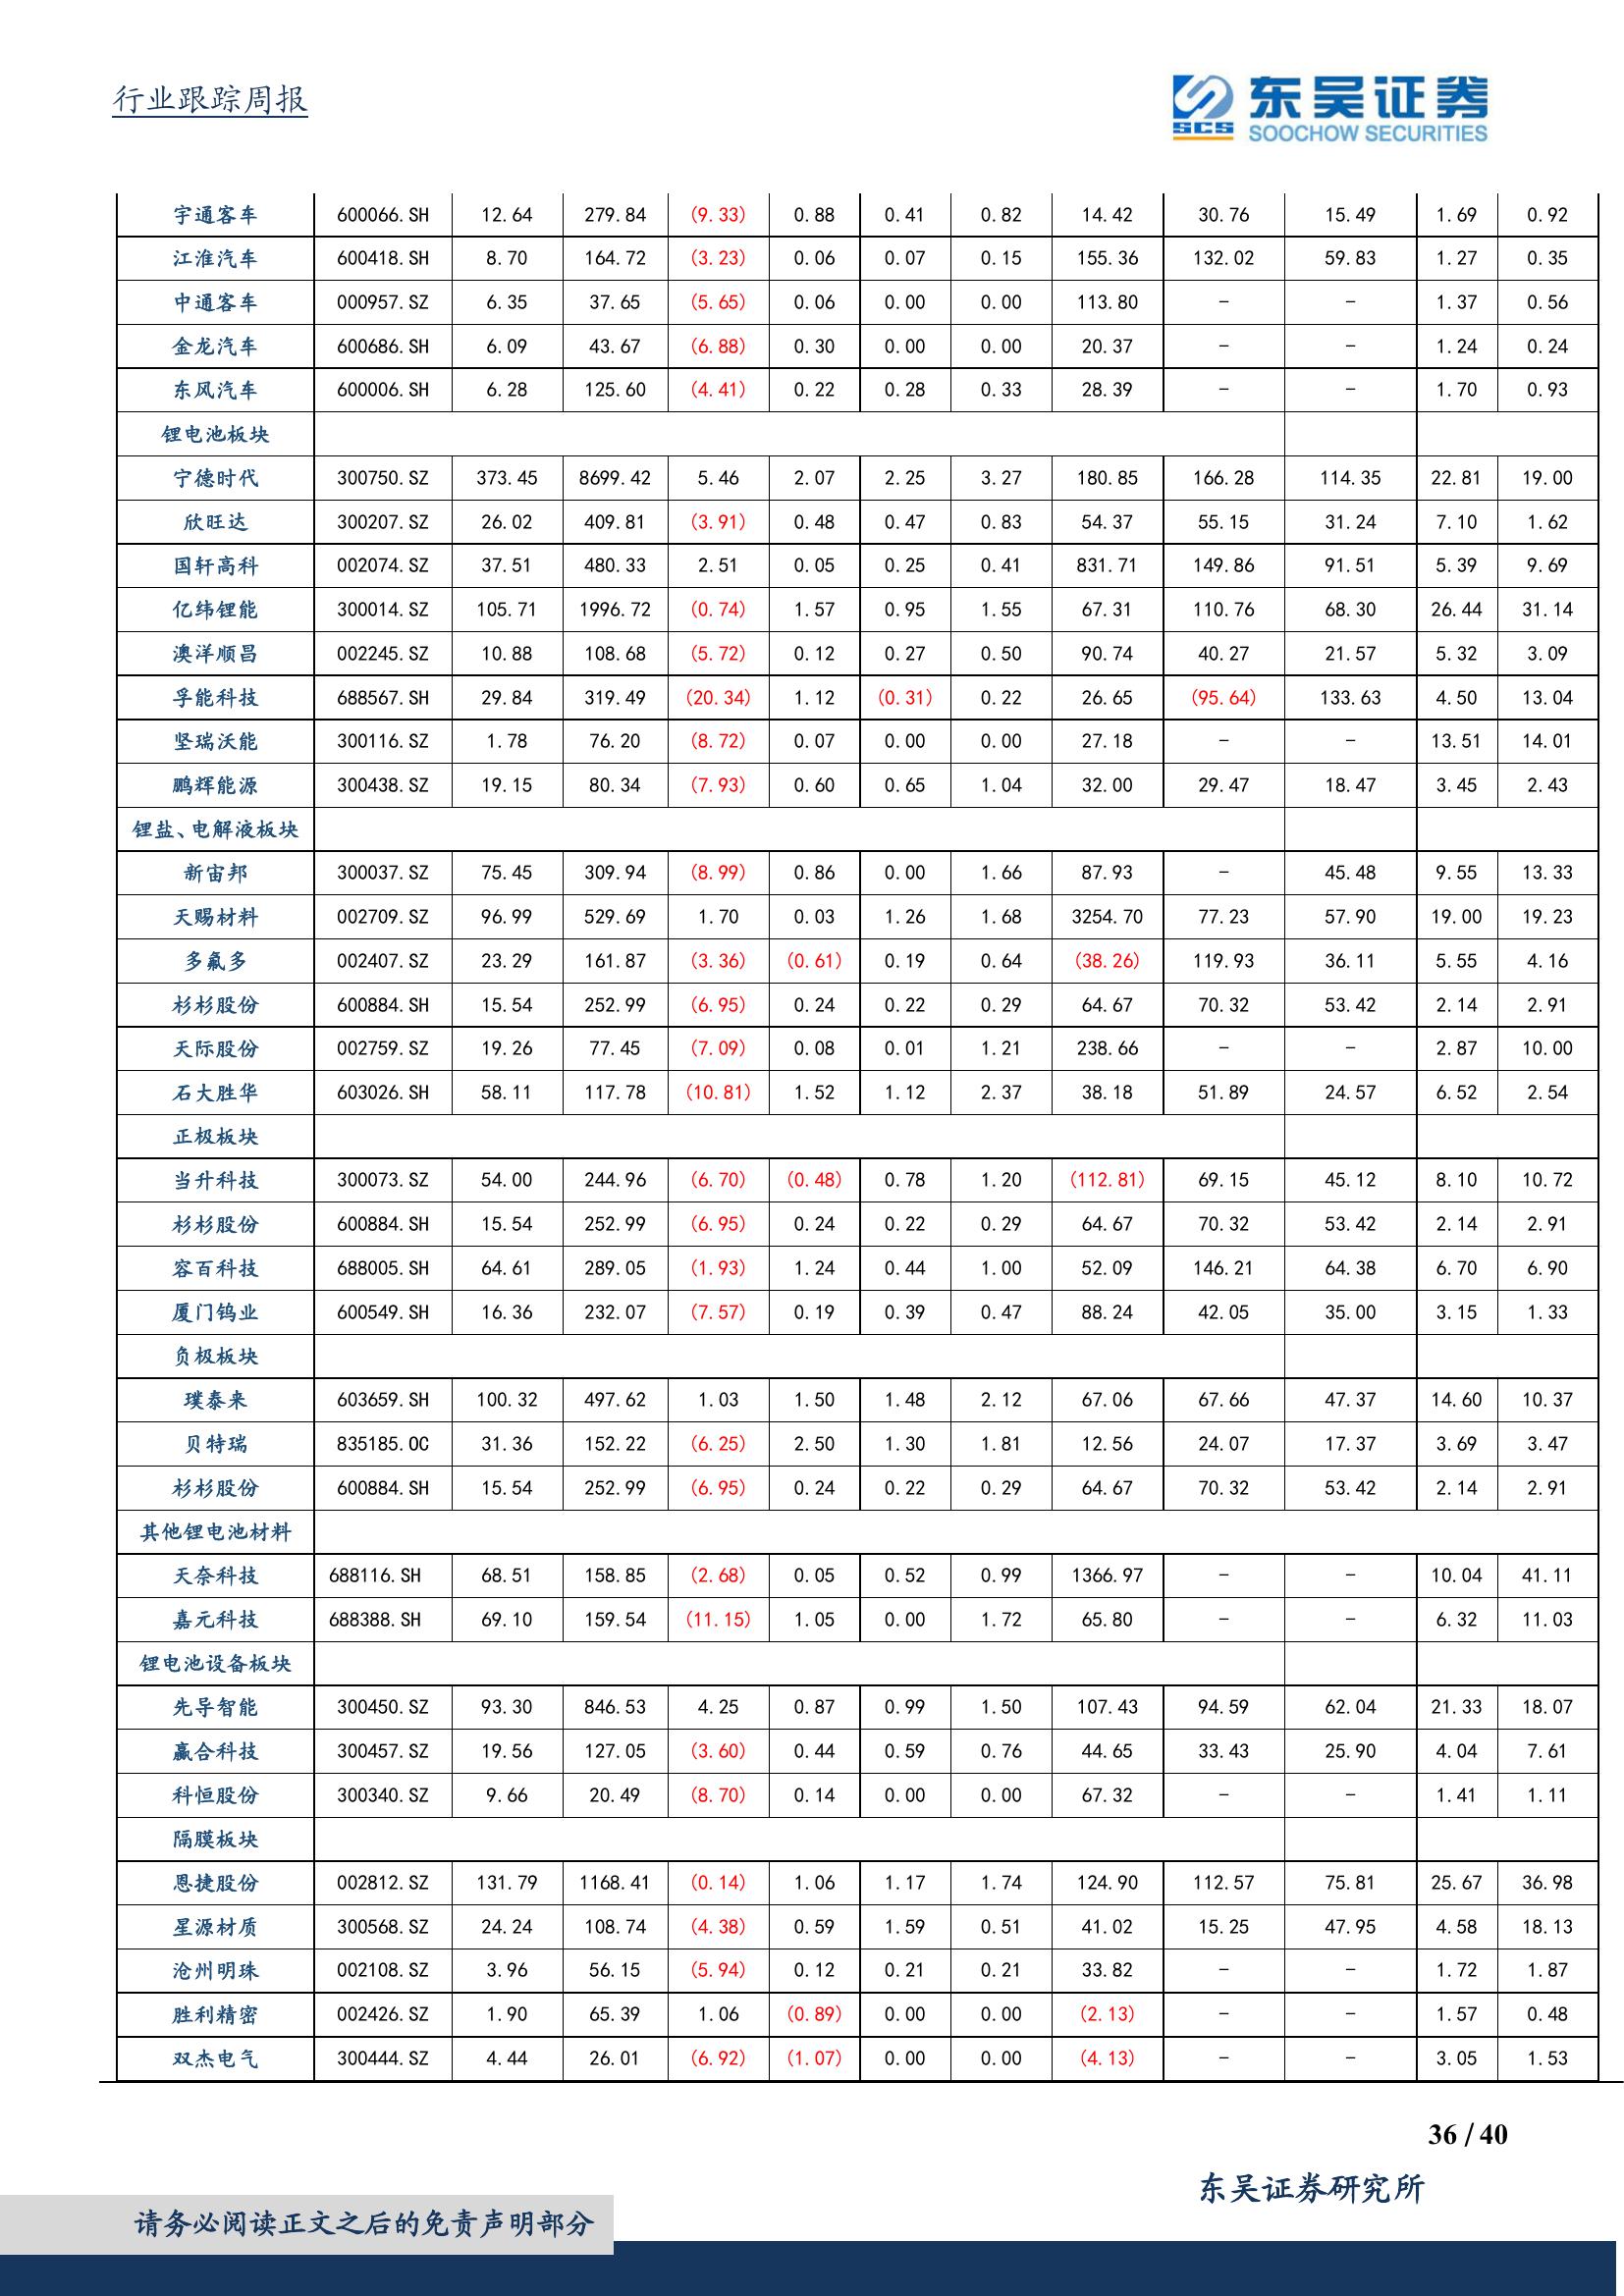 行业跟踪周报
SCS 东吴证券
SOOCHOW SECURITIES
宇通客车 600066.SH 12.64 279.84 (9.33) 0.88 0.41 0.82 14.42 30.76 15.49 1.69 0.92
江淮汽车 600418.SH 8.70 164.72 (3.23) 0.06 0.07 0.15 155.36 132.02 59.83 1.27 0.35
中通客车 000957.SZ 6.35 37.65 (5.65) 0.06 0.00 0.00 113.80 - - 1.37 0.56
金龙汽车 600686.SH 6.09 43.67 (6.88) 0.30 0.00 0.00 20.37 - - 1.24 0.24
东风汽车 600006.SH 6.28 125.60 (4.41) 0.22 0.28 0.33 28.39 - - 1.70 0.93
锂电池板块
宁德时代 300750.SZ 373.45 8699.42 5.46 2.07 2.25 3.27 180.85 166.28 114.35 22.81 19.00
欣旺达 300207.SZ 26.02 409.81 (3.91) 0.48 0.47 0.83 54.37 55.15 31.24 7.10 1.62
国轩高科 002074.SZ 37.51 480.33 2.51 0.05 0.25 0.41 831.71 149.86 91.51 5.39 9.69
亿纬锂能 300014.SZ 105.71 1996.72 (0.74) 1.57 0.95 1.55 67.31 110.76 68.30 26.44 31.14
澳洋顺昌 002245.SZ 10.88 108.68 (5.72) 0.12 0.27 0.50 90.74 40.27 21.57 5.32 3.09
孚能科技 688567.SH 29.84 319.49 (20.34) 1.12 (0.31) 0.22 26.65 (95.64) 133.63 4.50 13.04
坚瑞沃能 300116.SZ 1.78 76.20 (8.72) 0.07 0.00 0.00 27.18 - - 13.51 14.01
鹏辉能源 300438.SZ 19.15 80.34 (7.93) 0.60 0.65 1.04 32.00 29.47 18.47 3.45 2.43
锂盐、电解液板块
新宙邦 300037.SZ 75.45 309.94 (8.99) 0.86 0.00 1.66 87.93 - 45.48 9.55 13.33
天赐材料 002709.SZ 96.99 529.69 1.70 0.03 1.26 1.68 3254.70 77.23 57.90 19.00 19.23
多氟多 002407.SZ 23.29 161.87 (3.36) (0.61) 0.19 0.64 (38.26) 119.93 36.11 5.55 4.16
杉杉股份 600884.SH 15.54 252.99 (6.95) 0.24 0.22 0.29 64.67 70.32 53.42 2.14 2.91
天际股份 002759.SZ 19.26 77.45 (7.09) 0.08 0.01 1.21 238.66 - - 2.87 10.00
石大胜华 603026.SH 58.11 117.78 (10.81) 1.52 1.12 2.37 38.18 51.89 24.57 6.52 2.54
正极板块
当升科技 300073.SZ 54.00 244.96 (6.70) (0.48) 0.78 1.20 (112.81) 69.15 45.12 8.10 10.72
杉杉股份 600884.SH 15.54 252.99 (6.95) 0.24 0.22 0.29 64.67 70.32 53.42 2.14 2.91
容百科技 688005.SH 64.61 289.05 (1.93) 1.24 0.44 1.00 52.09 146.21 64.38 6.70 6.90
厦门钨业 600549.SH 16.36 232.07 (7.57) 0.19 0.39 0.47 88.24 42.05 35.00 3.15 1.33
负极板块
璞泰来 603659.SH 100.32 497.62 1.03 1.50 1.48 2.12 67.06 67.66 47.37 14.60 10.37
贝特瑞 835185.OC 31.36 152.22 (6.25) 2.50 1.30 1.81 12.56 24.07 17.37 3.69 3.47
杉杉股份 600884.SH 15.54 252.99 (6.95) 0.24 0.22 0.29 64.67 70.32 53.42 2.14 2.91
其他锂电池材料
天奈科技 688116.SH 68.51 158.85 (2.68) 0.05 0.52 0.99 1366.97 - - 10.04 41.11
嘉元科技 688388.SH 69.10 159.54 (11.15) 1.05 0.00 1.72 65.80 - - 6.32 11.03
锂电池设备板块
先导智能 300450.SZ 93.30 846.53 4.25 0.87 0.99 1.50 107.43 94.59 62.04 21.33 18.07
赢合科技 300457.SZ 19.56 127.05 (3.60) 0.44 0.59 0.76 44.65 33.43 25.90 4.04 7.61
科恒股份 300340.SZ 9.66 20.49 (8.70) 0.14 0.00 0.00 67.32 - - 1.41 1.11
隔膜板块
恩捷股份 002812.SZ 131.79 1168.41 (0.14) 1.06 1.17 1.74 124.90 112.57 75.81 25.67 36.98
星源材质 300568.SZ 24.24 108.74 (4.38) 0.59 1.59 0.51 41.02 15.25 47.95 4.58 18.13
沧州明珠 002108.SZ 3.96 56.15 (5.94) 0.12 0.21 0.21 33.82 - - 1.72 1.87
胜利精密 002426.SZ 1.90 65.39 1.06 (0.89) 0.00 0.00 (2.13) - - 1.57 0.48
双杰电气 300444.SZ 4.44 26.01 (6.92) (1.07) 0.00 0.00 (4.13) - - 3.05 1.53
36 / 40
东吴证券研究所
请务必阅读正文之后的免责声明部分